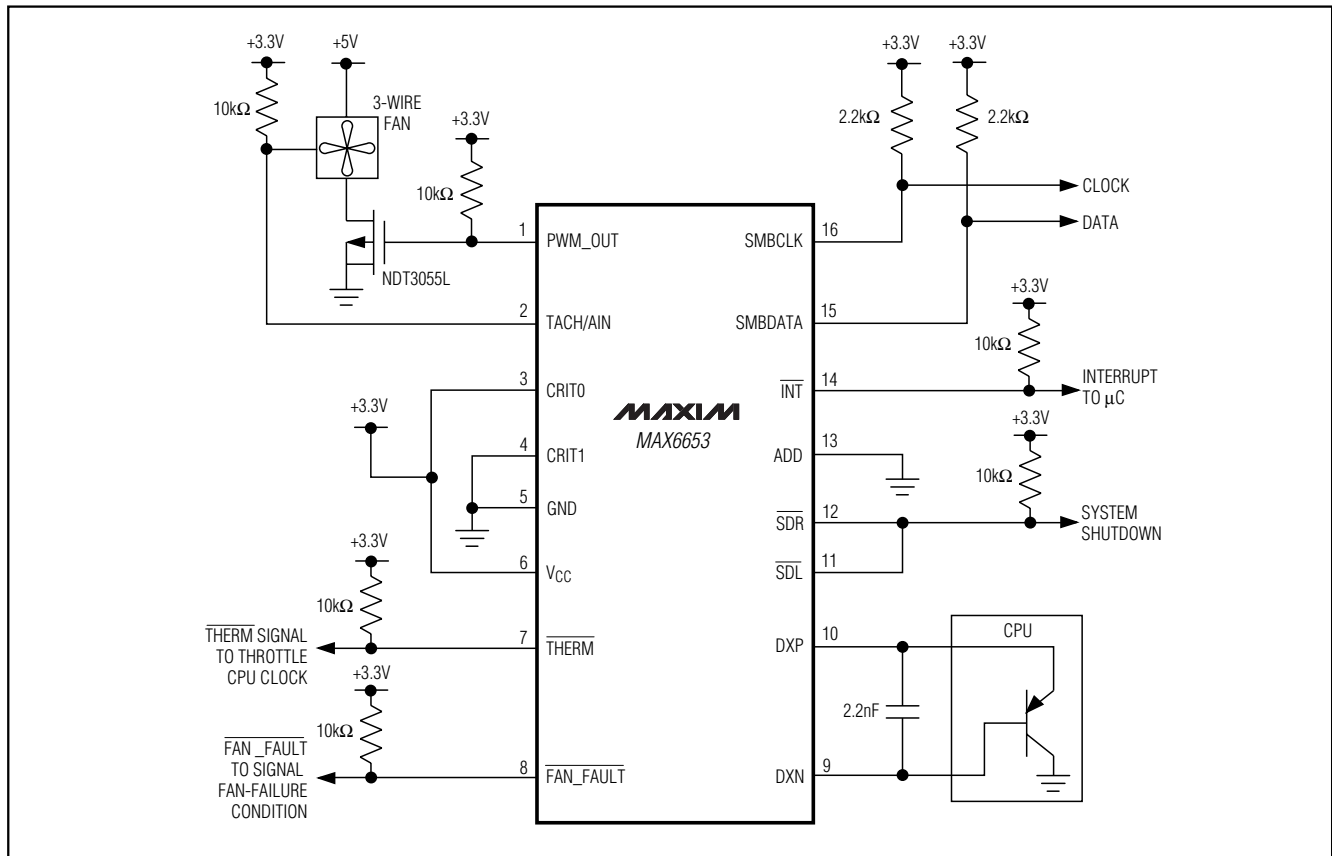 +3.3V
+5V
10kΩ
3-WIRE
FAN
+3.3V
10kΩ
NDT3055L
+3.3V
+3.3V
2.2kΩ
2.2kΩ
CLOCK
DATA
1
PWM_OUT
2
TACH/AIN
3
CRIT0
+3.3V
4
CRIT1
5
GND
6
VCC
+3.3V
10kΩ
THERM SIGNAL
TO THROTTLE
CPU CLOCK
7
THERM
+3.3V
10kΩ
FAN _FAULT
TO SIGNAL
FAN-FAILURE
CONDITION
8
FAN_FAULT
MAXIM
MAX6653
SMBCLK
16
SMBDATA
15
+3.3V
10kΩ
INT
14
INTERRUPT
TO µC
ADD
13
+3.3V
10kΩ
SDR
12
SYSTEM
SHUTDOWN
SDL
11
DXP
10
2.2nF
CPU
DXN
9